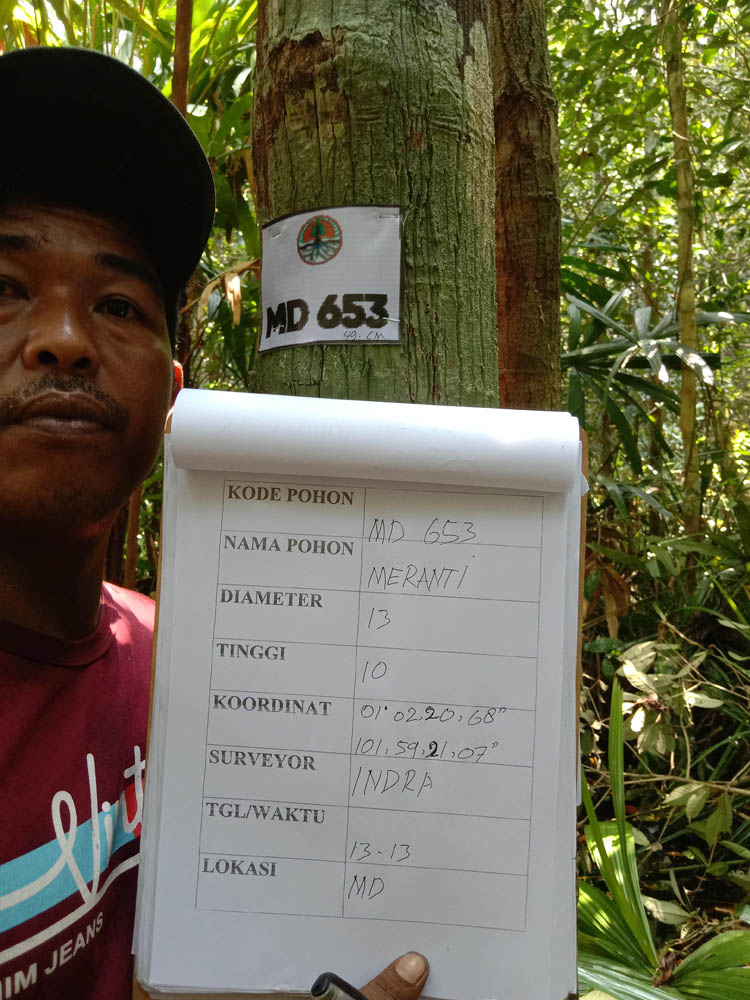 MD 653
49. CM
KODE POHON MD 653
NAMA POHON MERANTI
DIAMETER 13
TINGGI 10
KOORDINAT 01° 02, 20, 68"
101, 59, 21, 07"
SURVEYOR INDRA
TGL/WAKTU 13-13
LOKASI MD
IM JEANS